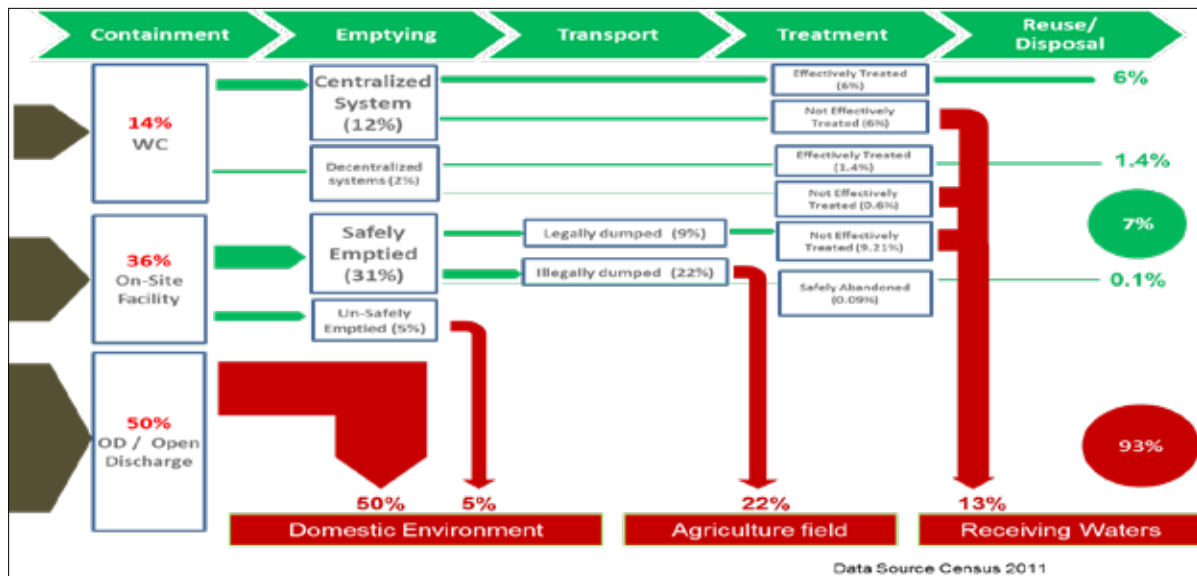 Containment
Emptying
Transport
Treatment
Reuse/
Disposal
14%
WC
Centralized
System
(12%)
Effectively Treated
(6%)
6%
Not Effectively
Treated (6%)
Decentralized
systems (2%)
Effectively Treated
(1.4%)
1.4%
Not Effectively
Treated (0.6%)
36%
On-Site
Facility
Safely
Emptied
(31%)
Legally dumped (9%)
Not Effectively
Treated (9.21%)
7%
Illegally dumped (22%)
Safely Abandoned
(0.09%)
0.1%
Un-Safely
Emptied (5%)
50%
OD / Open
Discharge
93%
50%
5%
22%
13%
Domestic Environment
Agriculture field
Receiving Waters
Data Source Census 2011